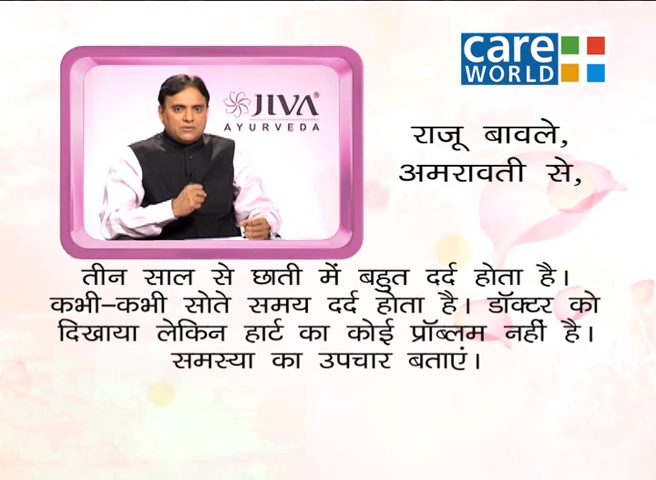 care
WORLD
JIVA®
AYURVEDA
राजू बावले,
अमरावती से,
तीन साल से छाती में बहुत दर्द होता है।
कभी–कभी सोते समय दर्द होता है। डॉक्टर को
दिखाया लेकिन हार्ट का कोई प्रॉब्लम नहीं है।
समस्या का उपचार बताएं।